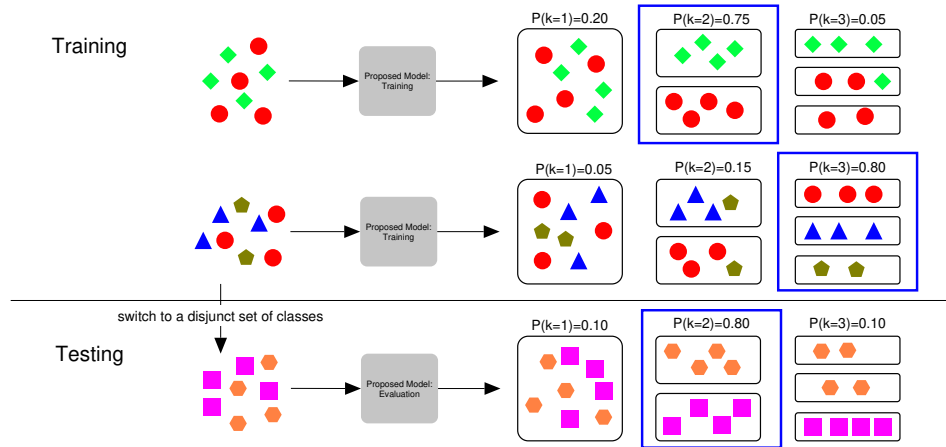 Training
Proposed Model:
Training
P(k=1)=0.20
P(k=2)=0.75
P(k=3)=0.05
Proposed Model:
Training
P(k=1)=0.05
P(k=2)=0.15
P(k=3)=0.80
switch to a disjunct set of classes
Testing
Proposed Model:
Evaluation
P(k=1)=0.10
P(k=2)=0.80
P(k=3)=0.10